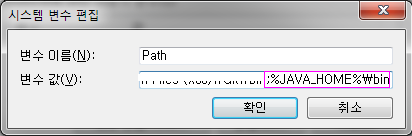 시스템 변수 편집
변수 이름(N): Path
변수 값(V): ;%JAVA_HOME%₩bin
확인 취소